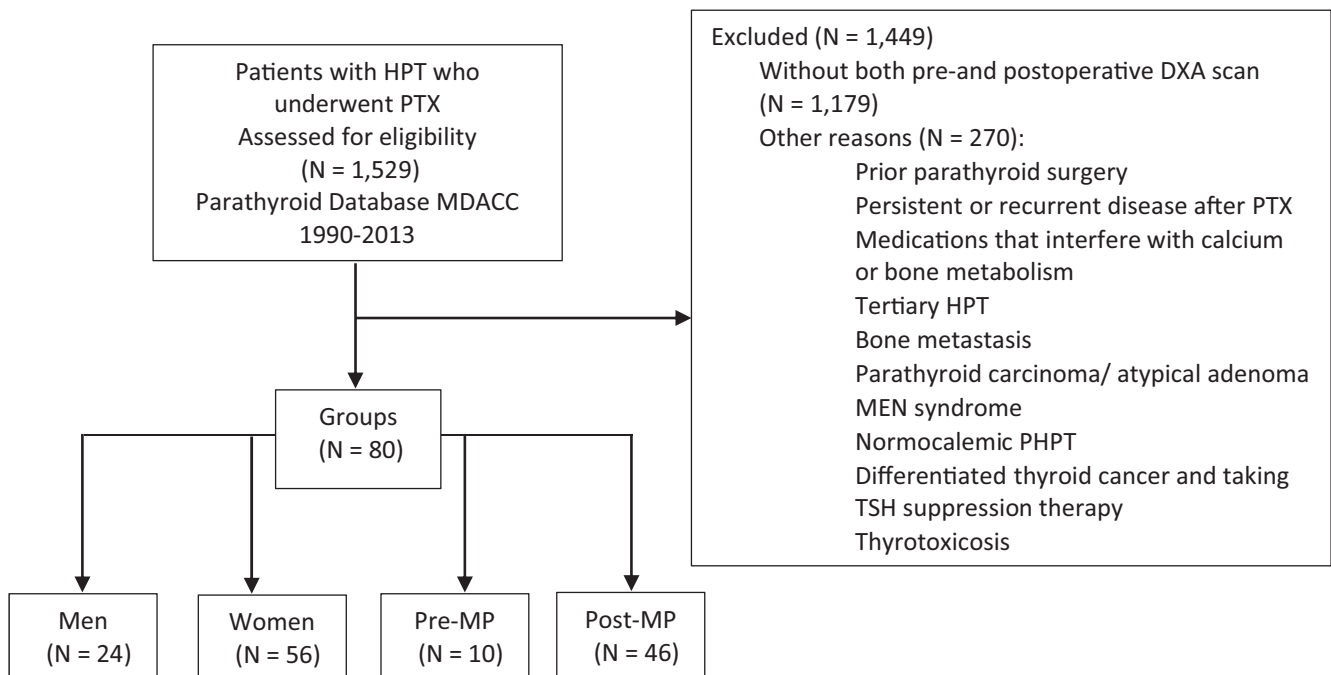 Patients with HPT who
underwent PTX
Assessed for eligibility
(N = 1,529)
Parathyroid Database MDACC
1990-2013
Excluded (N = 1,449)
Without both pre-and postoperative DXA scan
(N = 1,179)
Other reasons (N = 270):
Prior parathyroid surgery
Persistent or recurrent disease after PTX
Medications that interfere with calcium
or bone metabolism
Tertiary HPT
Bone metastasis
Parathyroid carcinoma/ atypical adenoma
MEN syndrome
Normocalemic PHPT
Differentiated thyroid cancer and taking
TSH suppression therapy
Thyrotoxicosis
Groups
(N = 80)
Men
(N = 24)
Women
(N = 56)
Pre-MP
(N = 10)
Post-MP
(N = 46)